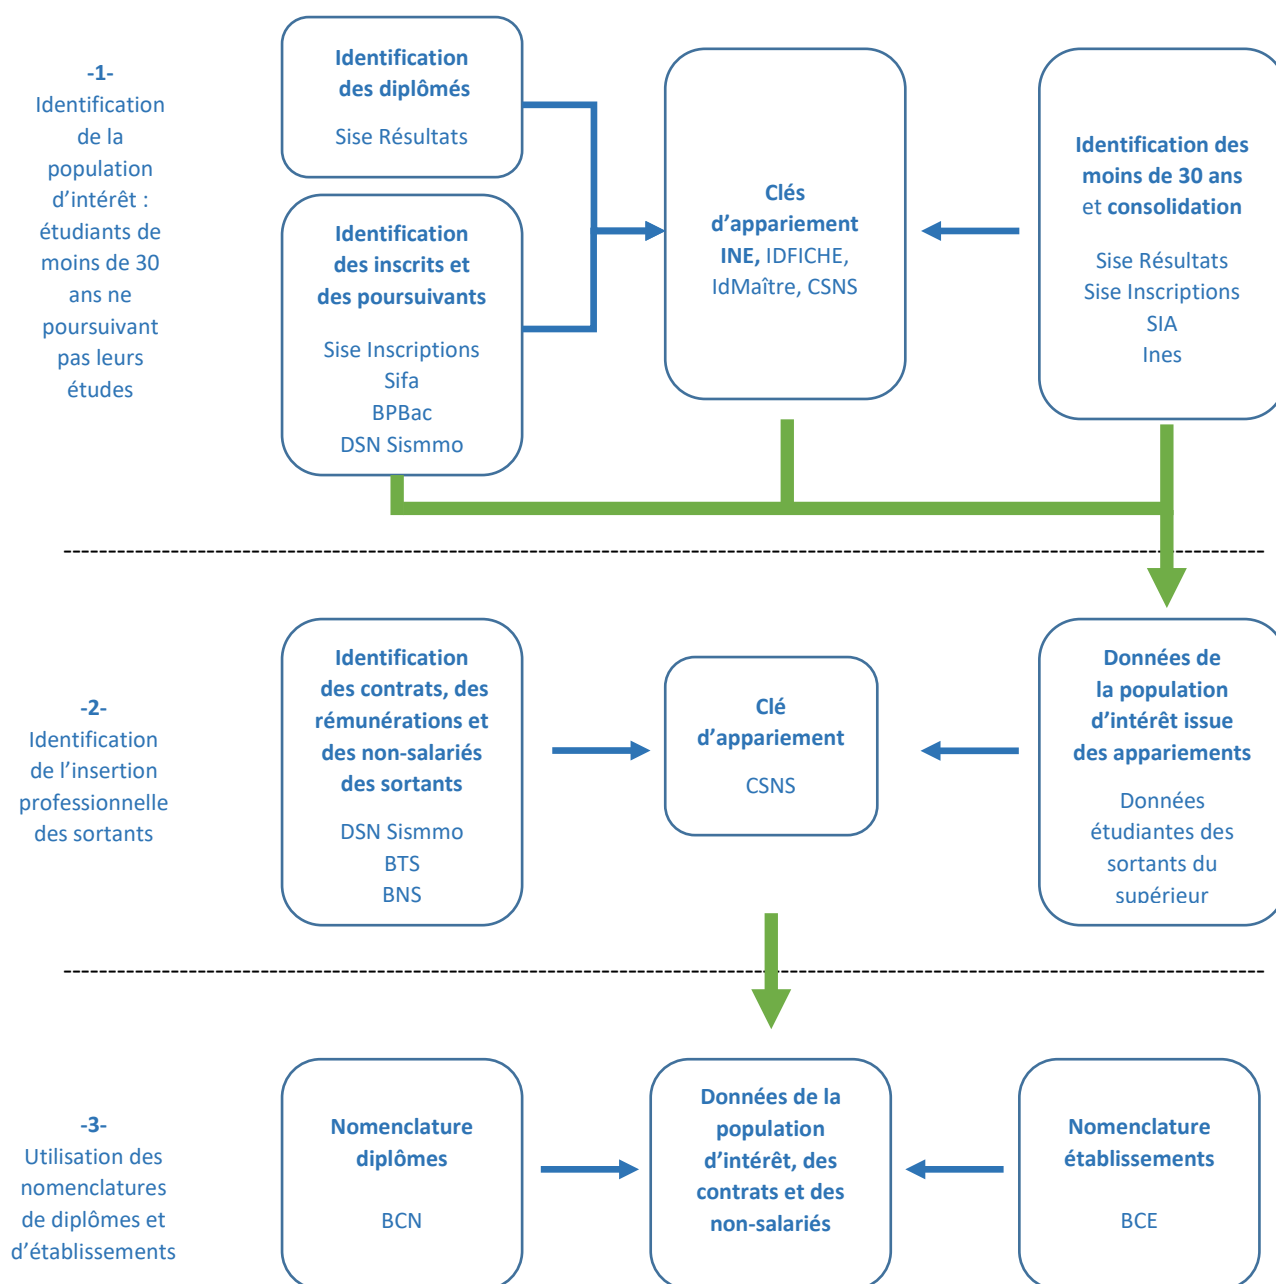 -1-
Identification
de la
population
d’intérêt :
étudiants de
moins de 30
ans ne
poursuivant
pas leurs
études
Identification
des diplômés
Sise Résultats
Identification
des inscrits et
des poursuivants
Sise Inscriptions
Sifa
BPBac
DSN Sismmo
Clés
d’appariement
INE, IDFICHE,
IdMaître, CSNS
Identification des
moins de 30 ans
et consolidation
Sise Résultats
Sise Inscriptions
SIA
Ines
-2-
Identification
de l’insertion
professionnelle
des sortants
Identification
des contrats, des
rémunérations et
des non-salariés
des sortants
DSN Sismmo
BTS
BNS
Clé
d’appariement
CSNS
Données de
la population
d’intérêt issue
des appariements
Données
étudiantes des
sortants du
supérieur
-3-
Utilisation des
nomenclatures
de diplômes et
d’établissements
Nomenclature
diplômes
BCN
Données de la
population
d’intérêt, des
contrats et des
non-salariés
Nomenclature
établissements
BCE